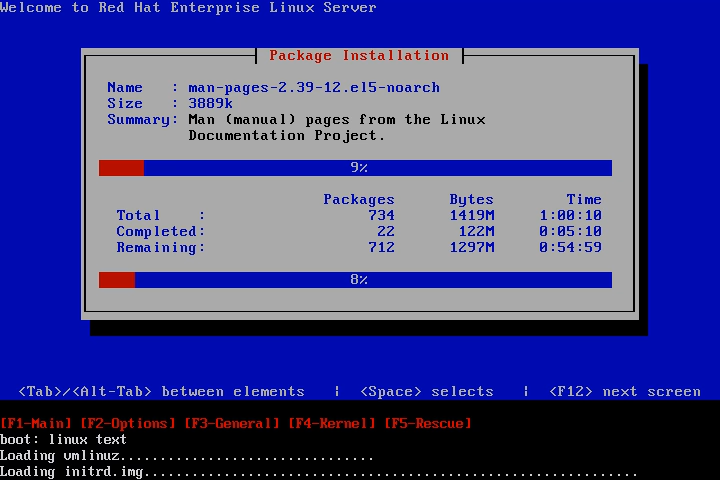 Welcome to Red Hat Enterprise Linux Server
Package Installation
Name : man-pages-2.39-12.el5-noarch
Size : 3889k
Summary: Man (manual) pages from the Linux
Documentation Project.
9%
Packages Bytes Time
Total : 734 1419M 1:00:10
Completed: 22 122M 0:05:10
Remaining: 712 1297M 0:54:59
8%
<Tab>/<Alt-Tab> between elements | <Space> selects | <F12> next screen
[F1-Main] [F2-Options] [F3-General] [F4-Kernel] [F5-Rescue]
boot: linux text
Loading vmlinuz................................
Loading initrd.img.......................................................